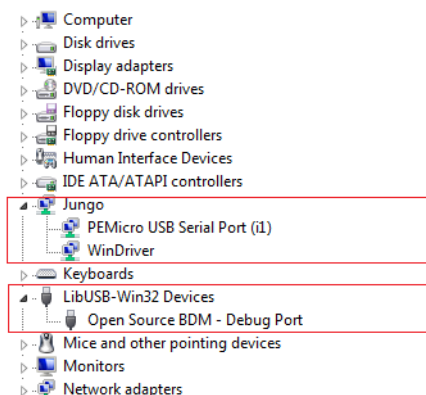 Computer
Disk drives
Display adapters
DVD/CD-ROM drives
Floppy disk drives
Floppy drive controllers
Human Interface Devices
IDE ATA/ATAPI controllers
Jungo
PEMicro USB Serial Port (i1)
WinDriver
Keyboards
LibUSB-Win32 Devices
Open Source BDM - Debug Port
Mice and other pointing devices
Monitors
Network adapters